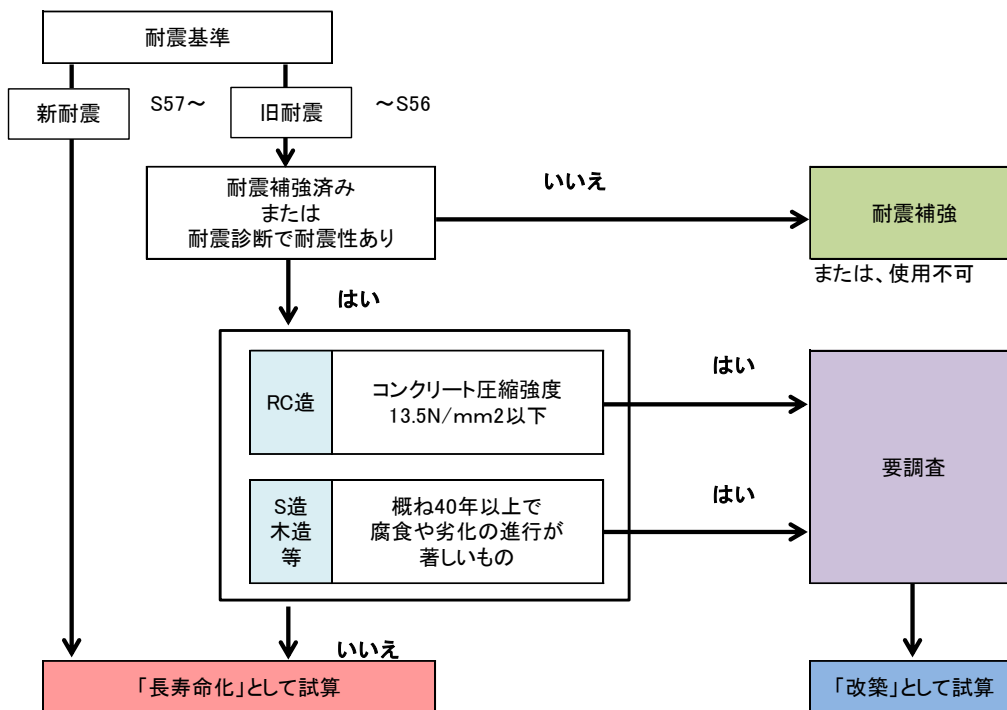 耐震基準
新耐震
S57～
旧耐震
～S56
耐震補強済み
または
耐震診断で耐震性あり
いいえ
耐震補強
または、使用不可
はい
RC造
コンクリート圧縮強度
13.5N/mm2以下
はい
要調査
S造
木造
等
概ね40年以上で
腐食や劣化の進行が
著しいもの
はい
いいえ
「長寿命化」として試算
「改築」として試算